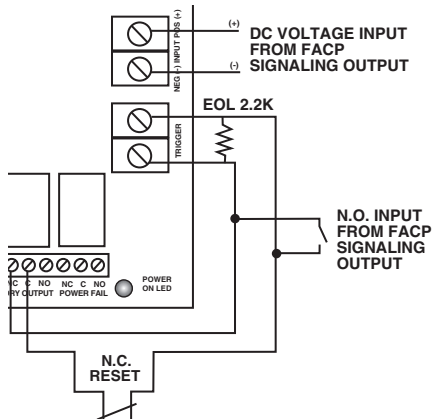 (+)
DC VOLTAGE INPUT
FROM FACP
SIGNALING OUTPUT
(-)
NEG (–) INPUT POS (+)
EOL 2.2K
TRIGGER
N.O. INPUT
FROM FACP
SIGNALING
OUTPUT
C NO NC C NO
OUTPUT POWER FAIL
POWER
ON LED
N.C.
RESET